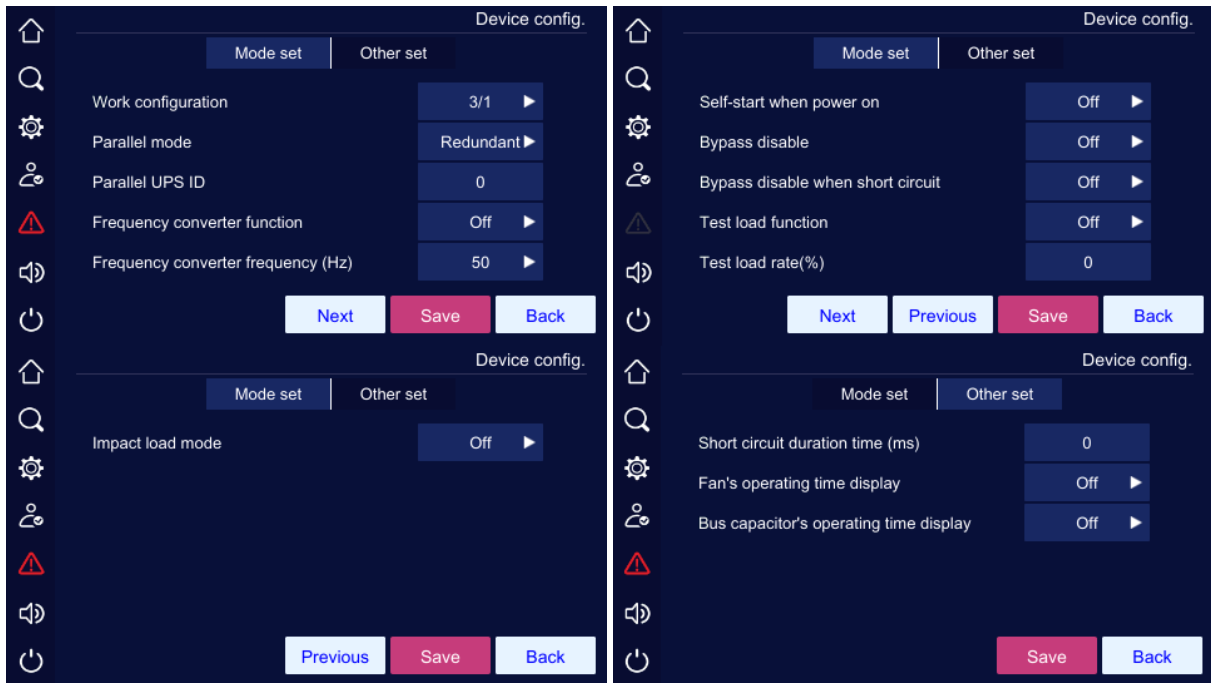 Device config.
Mode set Other set
Work configuration 3/1
Parallel mode Redundant
Parallel UPS ID 0
Frequency converter function Off
Frequency converter frequency (Hz) 50
Next Save Back
Device config.
Mode set Other set
Self-start when power on Off
Bypass disable Off
Bypass disable when short circuit Off
Test load function Off
Test load rate(%) 0
Next Previous Save Back
Device config.
Mode set Other set
Impact load mode Off
Previous Save Back
Device config.
Mode set Other set
Short circuit duration time (ms) 0
Fan's operating time display Off
Bus capacitor's operating time display Off
Save Back